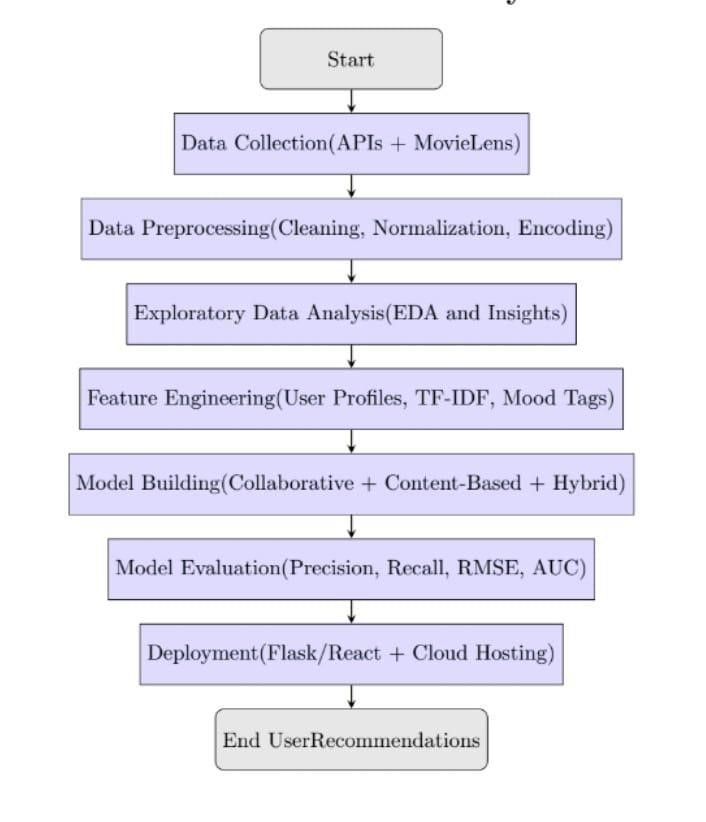 Start
Data Collection(APIs + MovieLens)
Data Preprocessing(Cleaning, Normalization, Encoding)
Exploratory Data Analysis(EDA and Insights)
Feature Engineering(User Profiles, TF-IDF, Mood Tags)
Model Building(Collaborative + Content-Based + Hybrid)
Model Evaluation(Precision, Recall, RMSE, AUC)
Deployment(Flask/React + Cloud Hosting)
End UserRecommendations